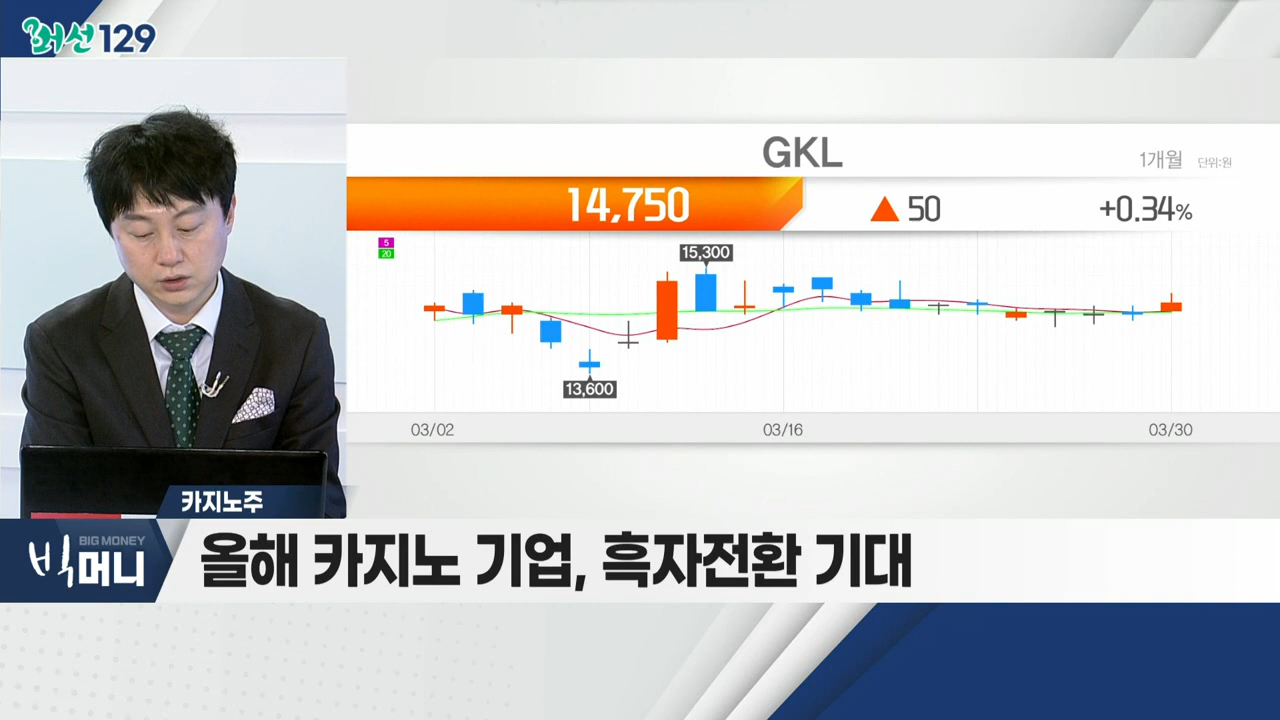 머선129
GKL
1개월 단위:원
14,750 ▲ 50 +0.34%
5
20
15,300
13,600
03/02 03/16 03/30
카지노주
BIG MONEY
빅머니
올해 카지노 기업, 흑자전환 기대